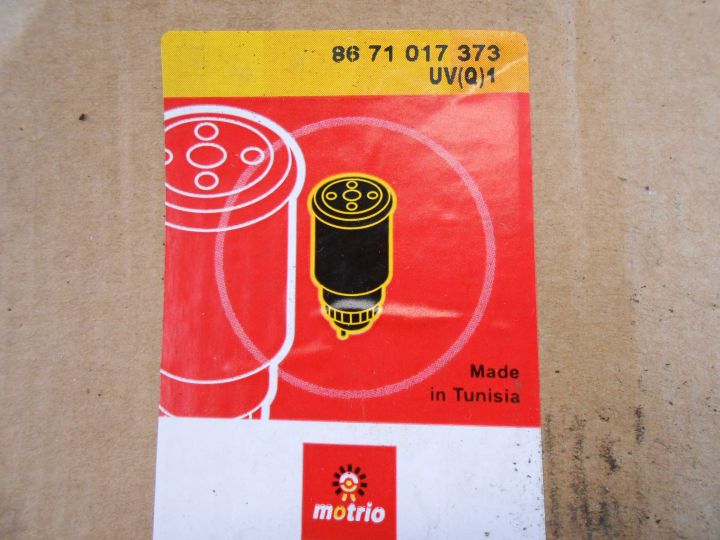 86 71 017 373
UV(Q)1
Made
in Tunisia
motrio